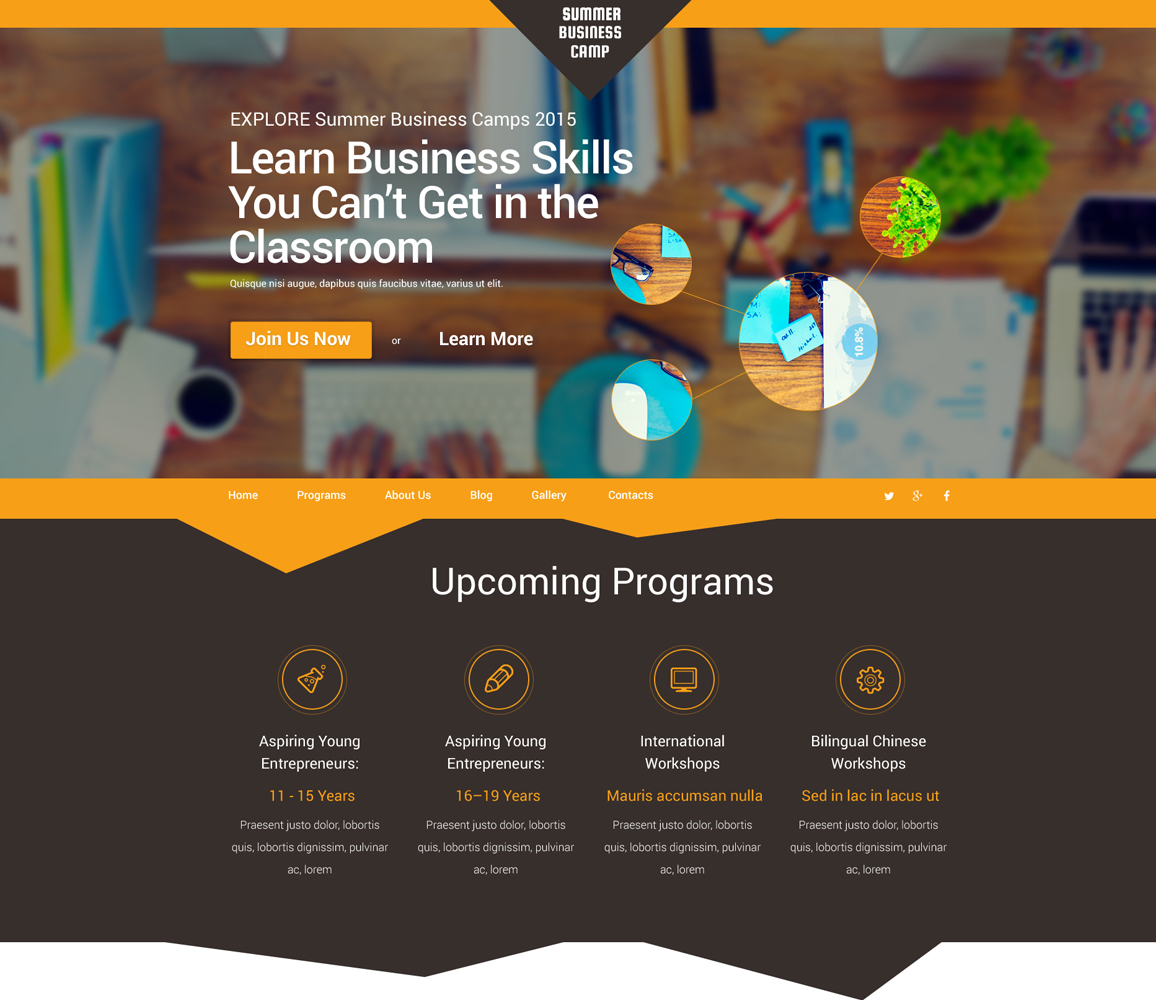 SUMMER
BUSINESS
CAMP
EXPLORE Summer Business Camps 2015
Learn Business Skills
You Can't Get in the
Classroom
Quisque nisi augue, dapibus quis faucibus vitae, varius ut elit.
Join Us Now or Learn More
10.8%
Home Programs About Us Blog Gallery Contacts
Upcoming Programs
Aspiring Young
Entrepreneurs:
11 - 15 Years
Praesent justo dolor, lobortis
quis, lobortis dignissim, pulvinar
ac, lorem
Aspiring Young
Entrepreneurs:
16–19 Years
Praesent justo dolor, lobortis
quis, lobortis dignissim, pulvinar
ac, lorem
International
Workshops
Mauris accumsan nulla
Praesent justo dolor, lobortis
quis, lobortis dignissim, pulvinar
ac, lorem
Bilingual Chinese
Workshops
Sed in lac in lacus ut
Praesent justo dolor, lobortis
quis, lobortis dignissim, pulvinar
ac, lorem